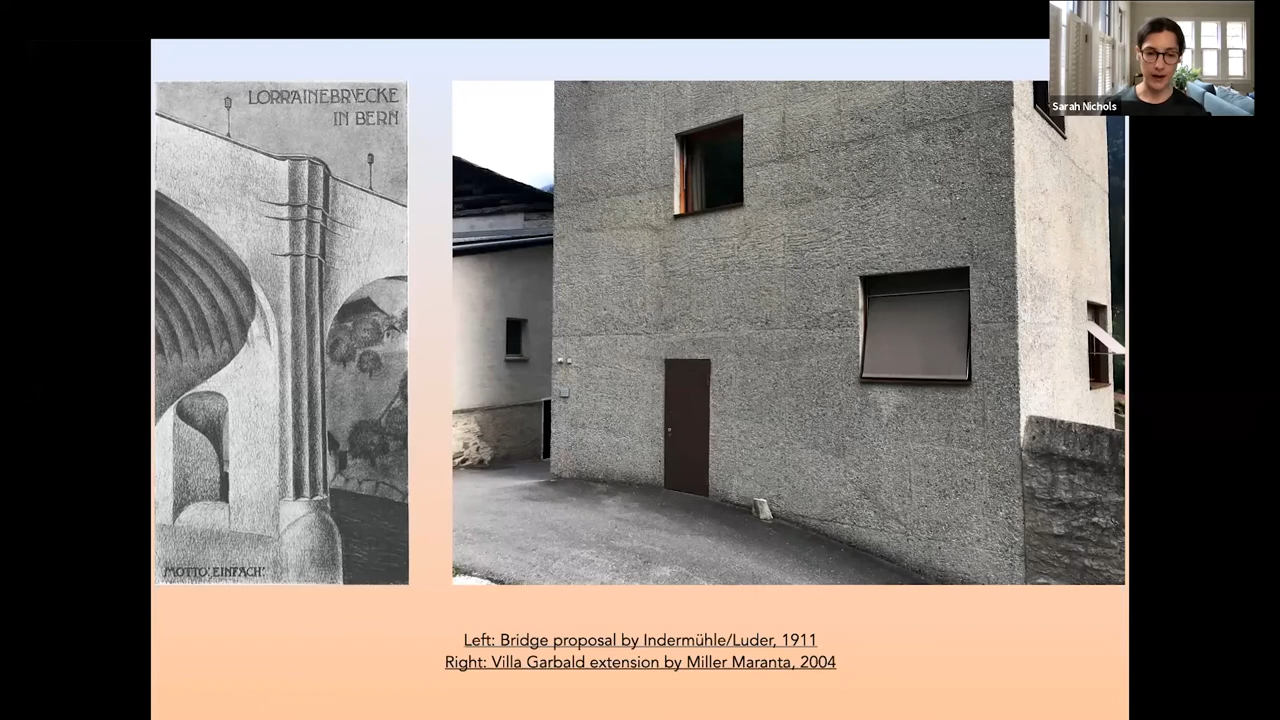 LORRAINEBRVECKE
IN BERN
MOTTO: EINFACH:
Sarah Nichols
Left: Bridge proposal by Indermühle/Luder, 1911
Right: Villa Garbald extension by Miller Maranta, 2004